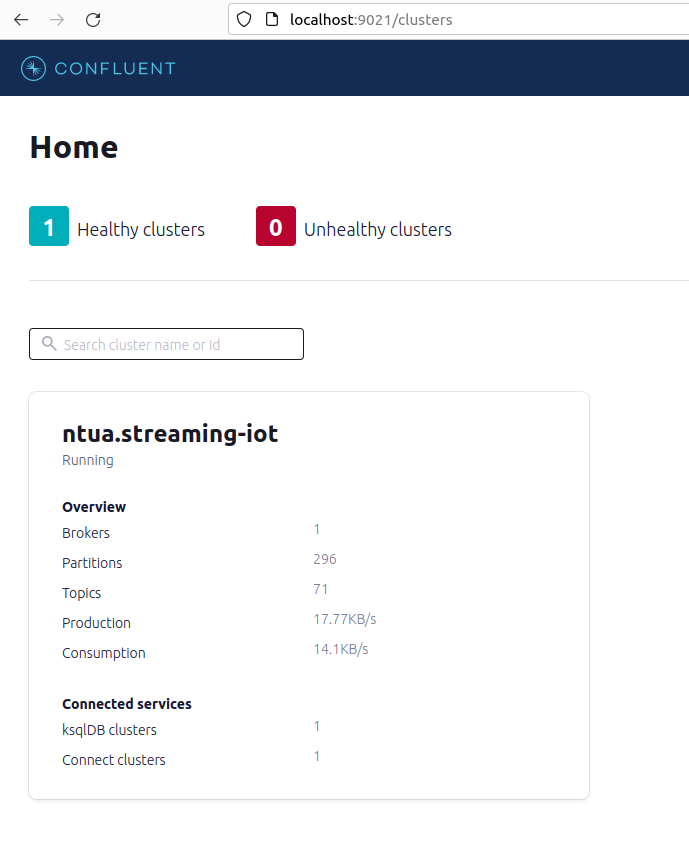 localhost:9021/clusters
CONFLUENT
Home
1 Healthy clusters 0 Unhealthy clusters
Search cluster name or id
ntua.streaming-iot
Running
Overview
Brokers 1
Partitions 296
Topics 71
Production 17.77KB/s
Consumption 14.1KB/s
Connected services
ksqlDB clusters 1
Connect clusters 1